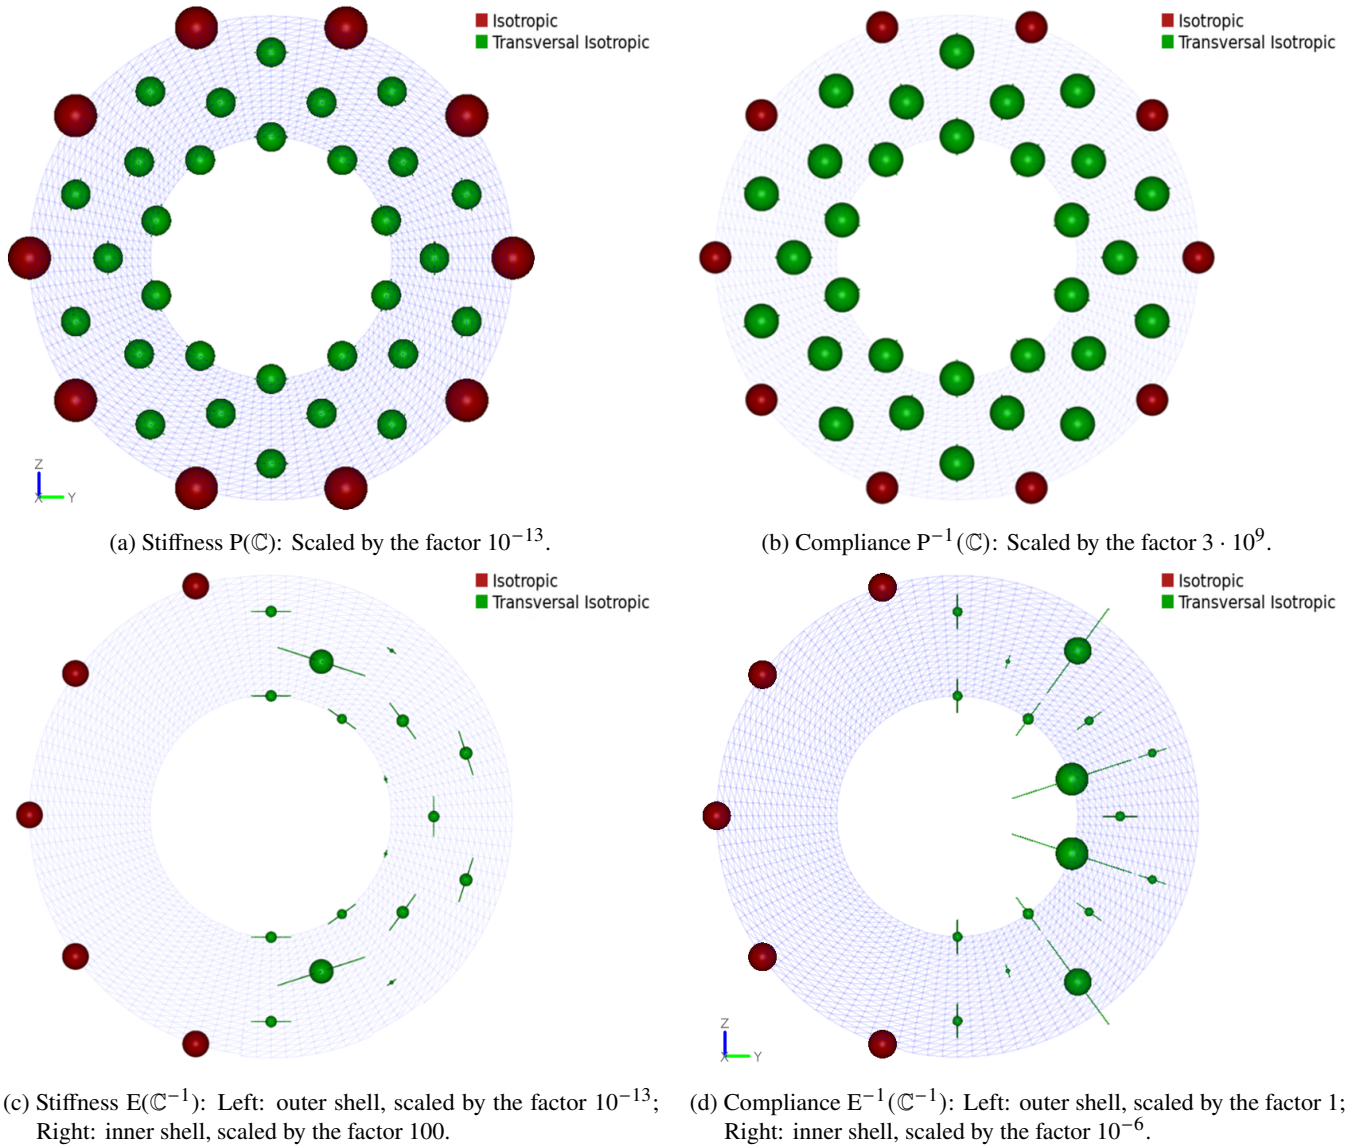 Isotropic
Transversal Isotropic
Isotropic
Transversal Isotropic
Z
X Y
(a) Stiffness P(ℂ): Scaled by the factor 10⁻¹³.
(b) Compliance P⁻¹(ℂ): Scaled by the factor 3 · 10⁹.
Isotropic
Transversal Isotropic
Isotropic
Transversal Isotropic
Z
X Y
(c) Stiffness E(ℂ⁻¹): Left: outer shell, scaled by the factor 10⁻¹³;
Right: inner shell, scaled by the factor 100.
(d) Compliance E⁻¹(ℂ⁻¹): Left: outer shell, scaled by the factor 1;
Right: inner shell, scaled by the factor 10⁻⁶.